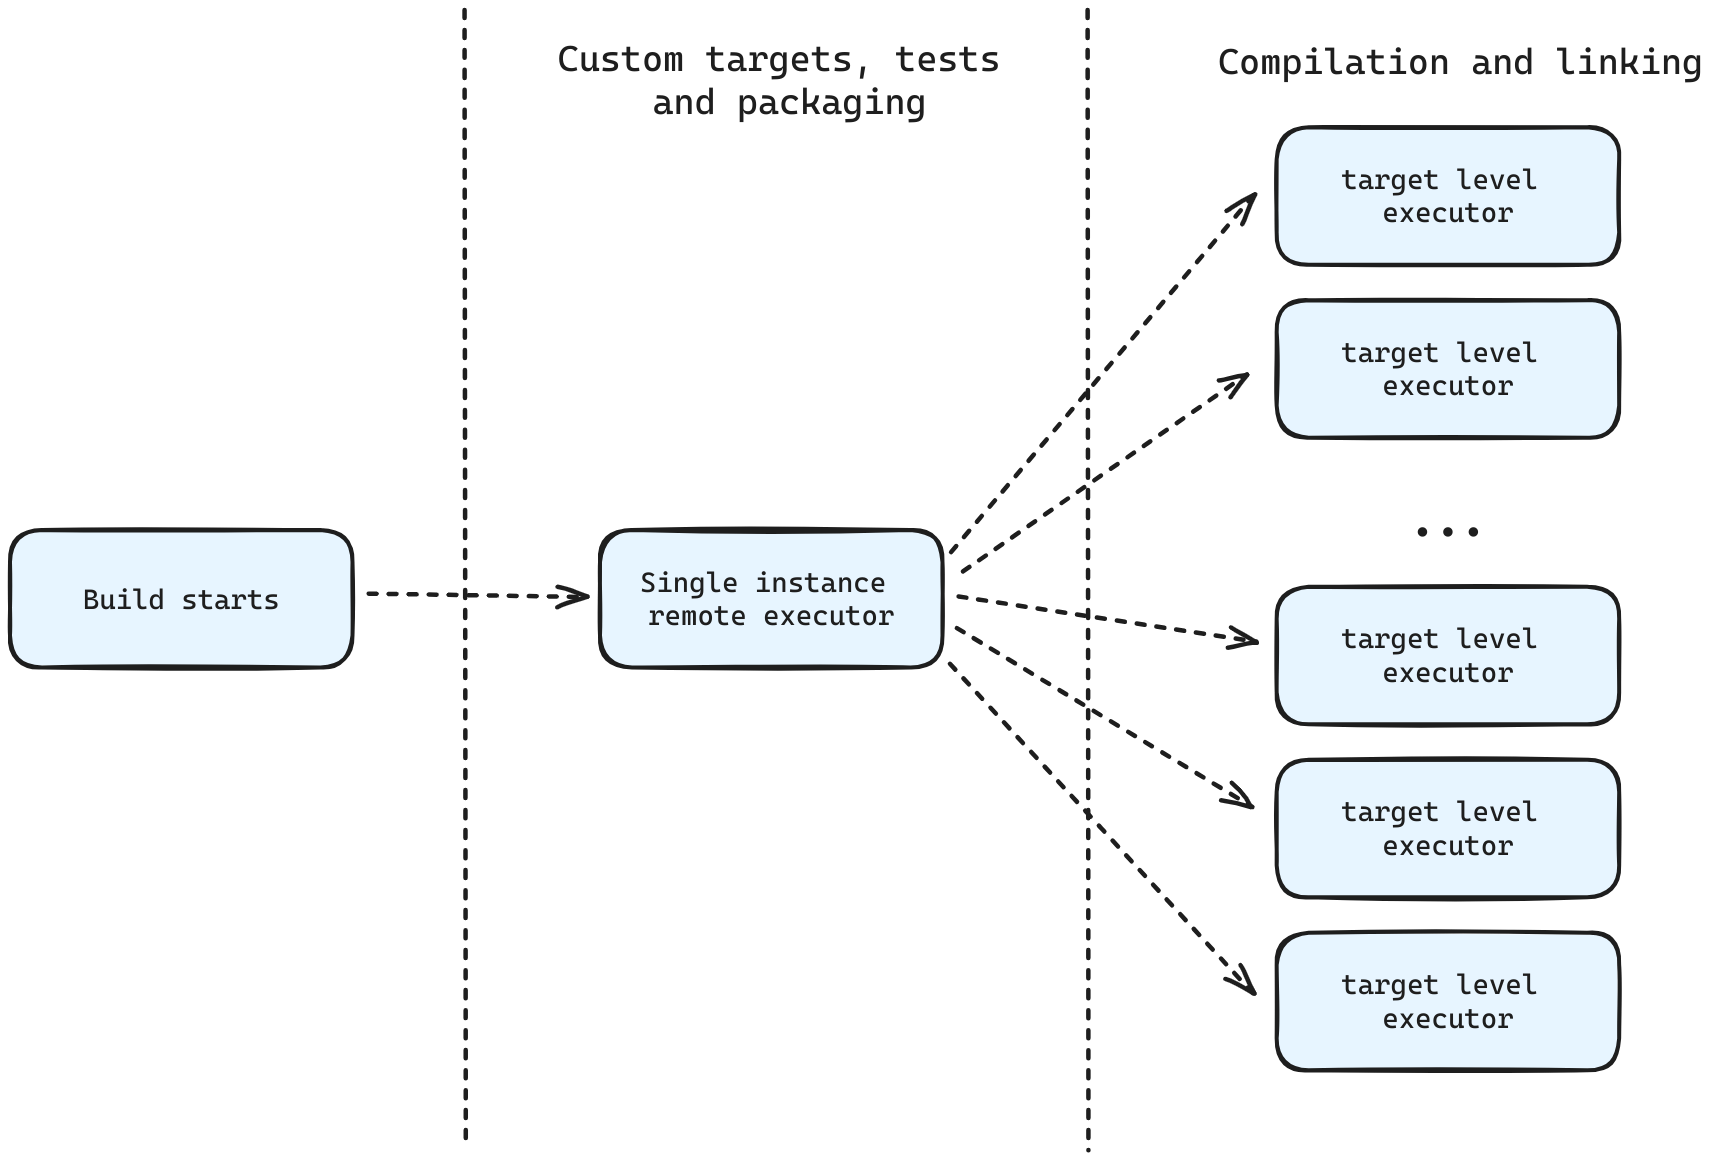 Custom targets, tests
and packaging
Compilation and linking
Build starts
Single instance
remote executor
target level
executor
target level
executor
...
target level
executor
target level
executor
target level
executor